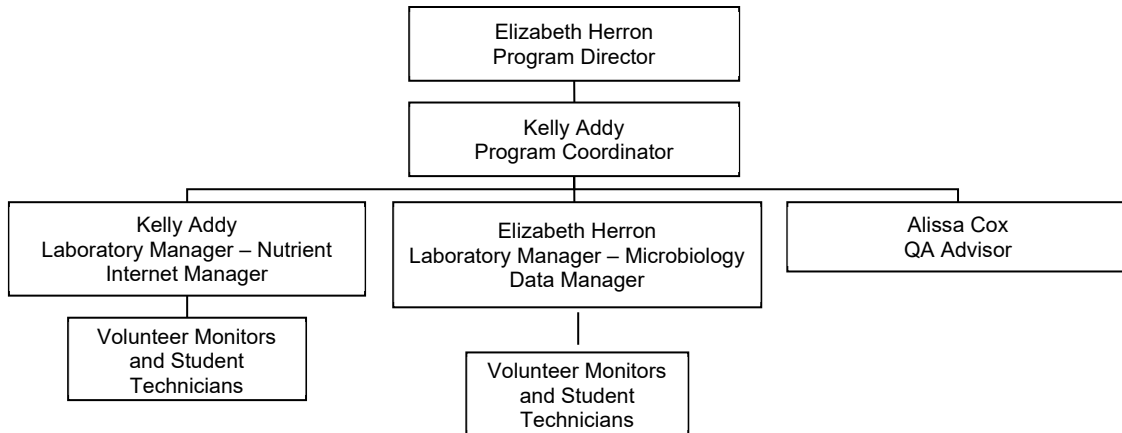 Elizabeth Herron
Program Director
Kelly Addy
Program Coordinator
Kelly Addy
Laboratory Manager – Nutrient
Internet Manager
Elizabeth Herron
Laboratory Manager – Microbiology
Data Manager
Alissa Cox
QA Advisor
Volunteer Monitors
and Student
Technicians
Volunteer Monitors
and Student
Technicians